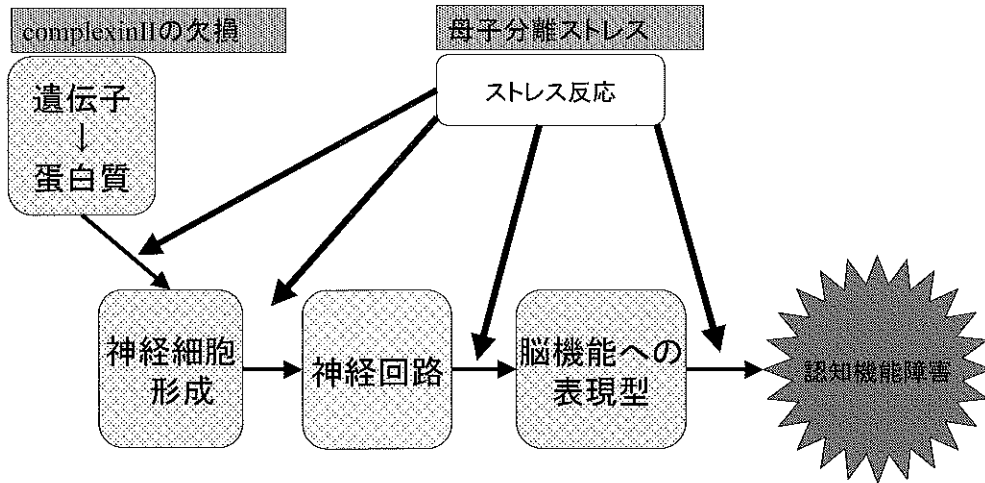 complexinIIの欠損
母子分離ストレス
遺伝子
↓
蛋白質
ストレス反応
神経細胞
形成
神経回路
脳機能への
表現型
認知機能障害